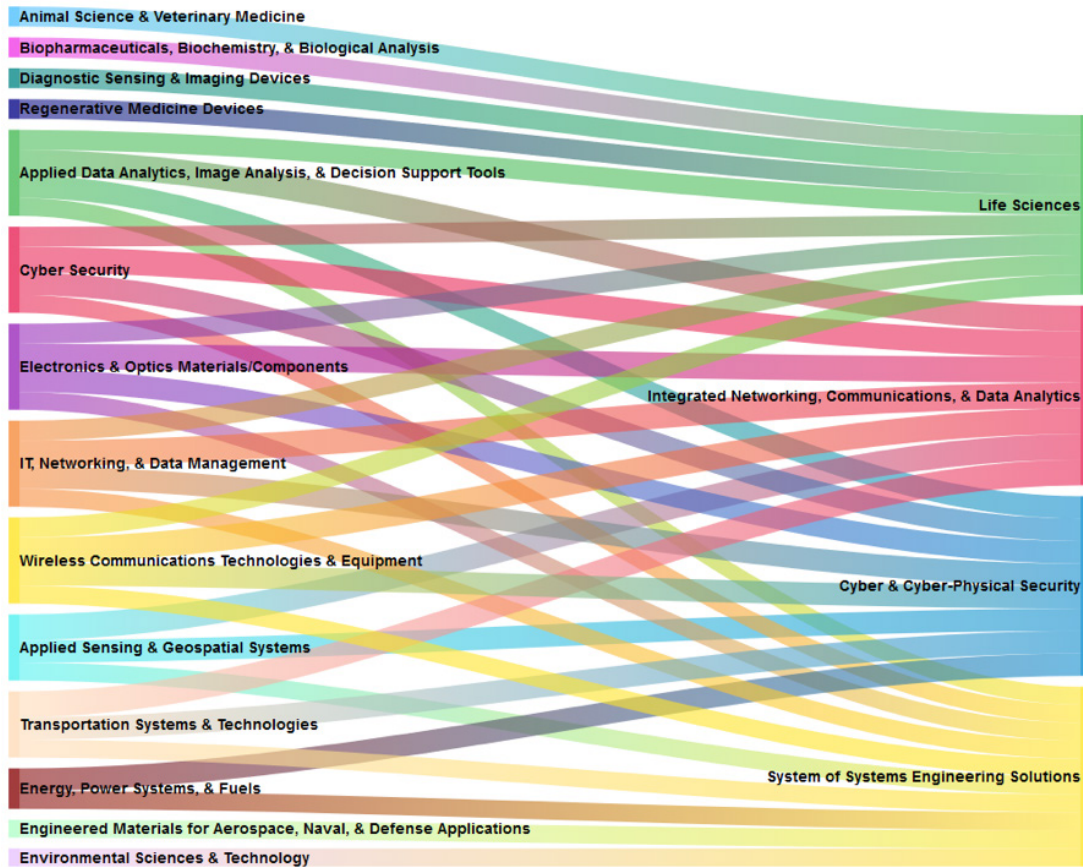 Animal Science & Veterinary Medicine
Biopharmaceuticals, Biochemistry, & Biological Analysis
Diagnostic Sensing & Imaging Devices
Regenerative Medicine Devices
Applied Data Analytics, Image Analysis, & Decision Support Tools
Life Sciences
Cyber Security
Electronics & Optics Materials/Components
Integrated Networking, Communications, & Data Analytics
IT, Networking, & Data Management
Wireless Communications Technologies & Equipment
Cyber & Cyber-Physical Security
Applied Sensing & Geospatial Systems
Transportation Systems & Technologies
System of Systems Engineering Solutions
Energy, Power Systems, & Fuels
Engineered Materials for Aerospace, Naval, & Defense Applications
Environmental Sciences & Technology